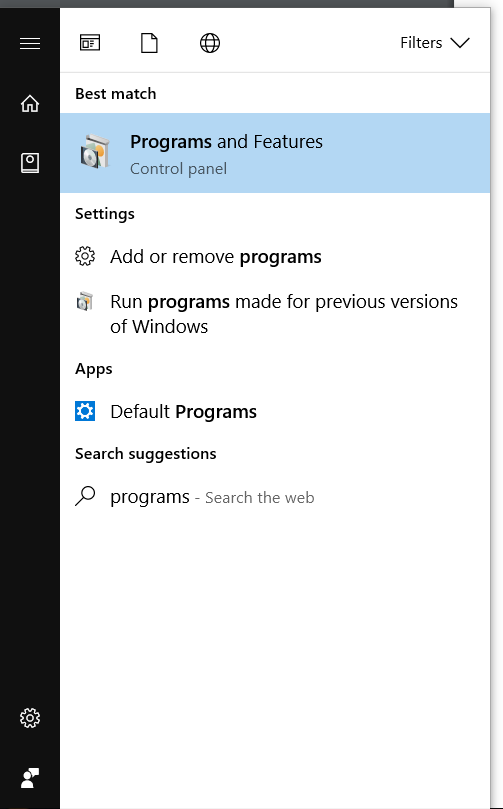 Filters
Best match
Programs and Features
Control panel
Settings
Add or remove programs
Run programs made for previous versions
of Windows
Apps
Default Programs
Search suggestions
programs - Search the web